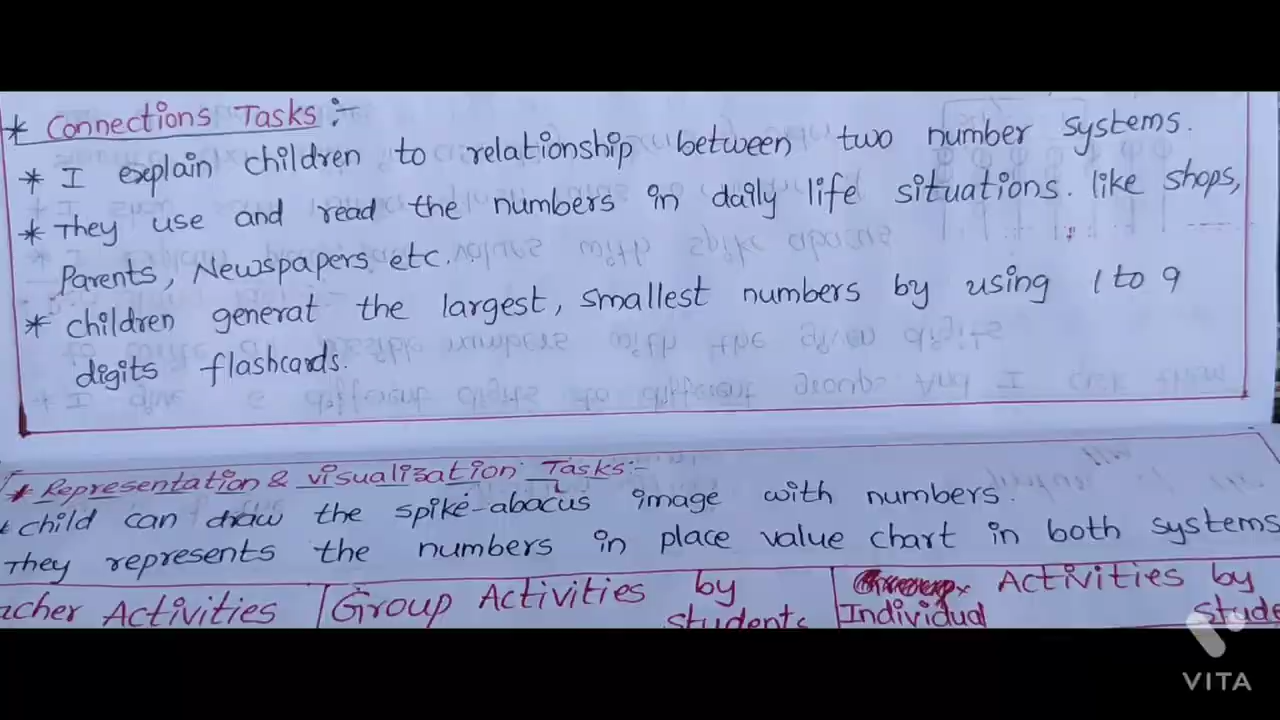 * Connections Tasks :-
* I explain children to relationship between two number systems.
* They use and read the numbers in daily life situations. like shops,
Parents, Newspapers etc.
* children generat the largest, smallest numbers by using 1 to 9
digits flashcards.
* Representation & visualization Tasks:-
* child can draw the spike-abacus image with numbers.
They represents the numbers in place value chart in both systems
Activities
Group Activities by
students
Activities by
Individual
VITA